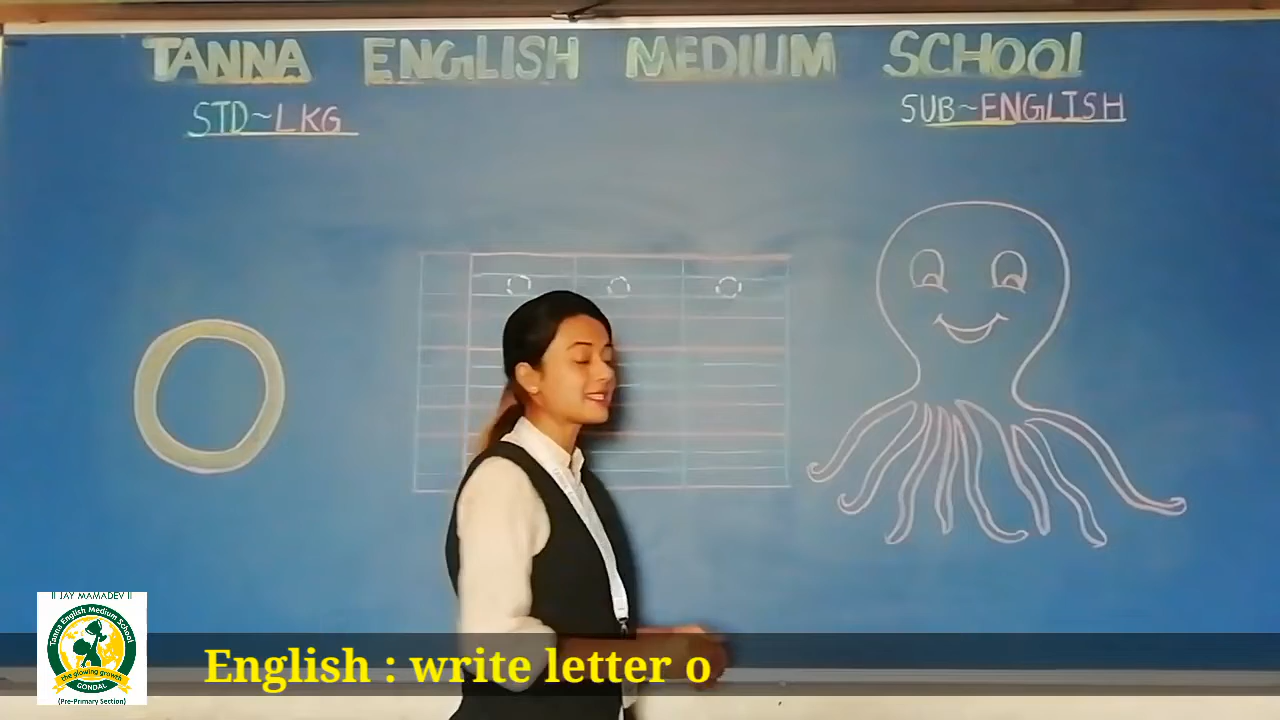 TANNA ENGLISH MEDIUM SCHOOL
STD~LKG
SUB~ENGLISH
O
o o o
|| JAY MAMADEV ||
Tanna English Medium School
the glowing growth
GONDAL
(Pre-Primary Section)
English : write letter o